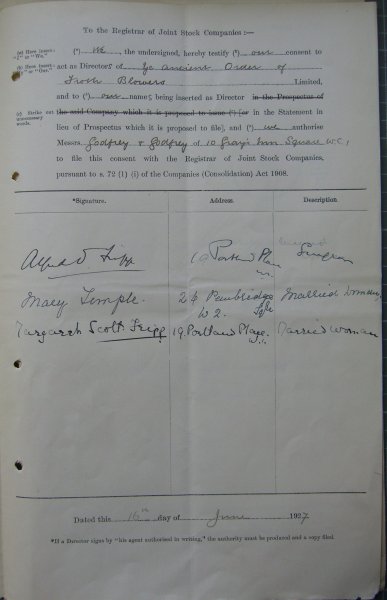 To the Registrar of Joint Stock Companies:—
(a) Here insert "I" or "We."
(b) Here insert "my" or "Our."
(c) Strike out unnecessary words.
(a) We the undersigned, hereby testify (b) our consent to
act as Directors of Ye Ancient Order of
Froth Blowers Limited,
and to (b) our names being inserted as Director in the Prospectus of
the said Company which it proposed to issue (c) [or in the Statement in
lieu of Prospectus which it is proposed to file], and (a) we authorise
Messrs. Godfrey & Godfrey of 10 Grays Inn Square W.C.1
to file this consent with the Registrar of Joint Stock Companies,
pursuant to s. 72 (1) (i) of the Companies (Consolidation) Act 1908.
*Signature. Address Description
Alfred D Fripp 19 Portland Place W. Surgeon
Mary Temple. 24 Pembridge Sqre W 2. Married Woman
Margaret Scott Fripp 19 Portland Place W. Married Woman
Dated this 16th day of June 1927
*If a Director signs by "his agent authorised in writing," the authority must be produced and a copy filed